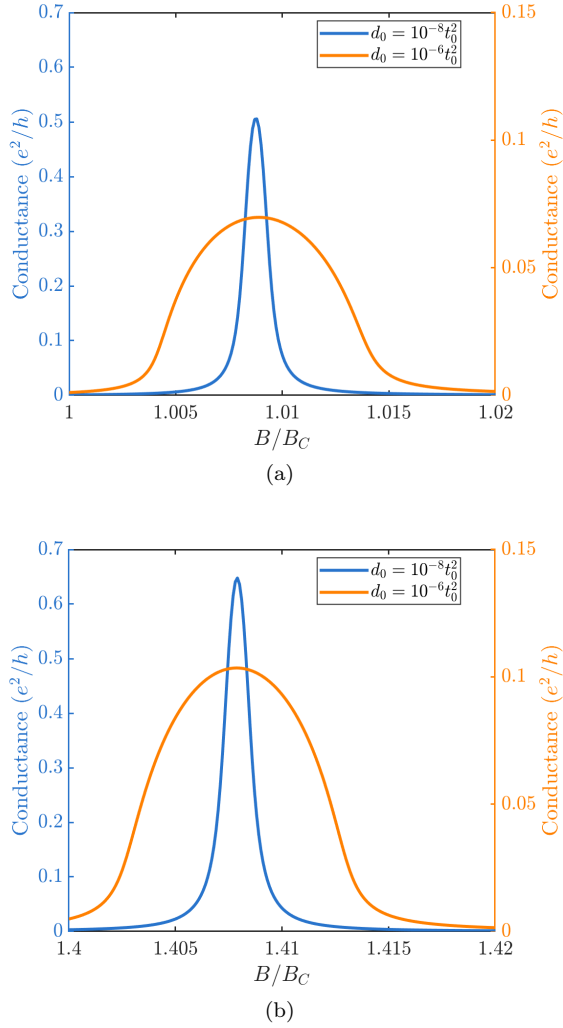 d₀ = 10⁻⁸t₀²
d₀ = 10⁻⁶t₀²
0.7
0.6
0.5
0.4
0.3
0.2
0.1
0
Conductance (e²/h)
0.15
0.1
0.05
0
Conductance (e²/h)
1 1.005 1.01 1.015 1.02
B/B_C
(a)
d₀ = 10⁻⁸t₀²
d₀ = 10⁻⁶t₀²
0.7
0.6
0.5
0.4
0.3
0.2
0.1
0
Conductance (e²/h)
0.15
0.1
0.05
0
Conductance (e²/h)
1.4 1.405 1.41 1.415 1.42
B/B_C
(b)